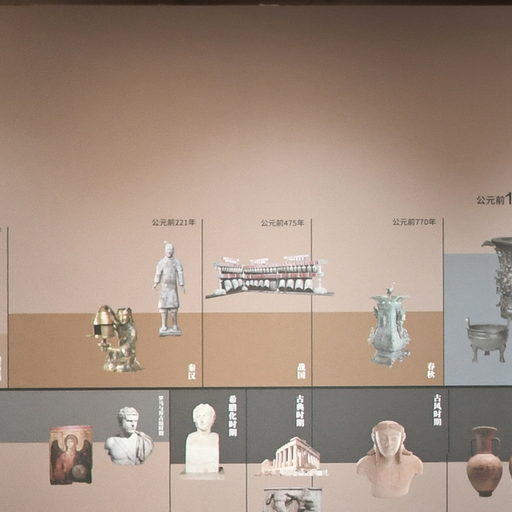 公元前1
公元前221年
公元前475年
公元前770年
秦汉
战国
春秋
希腊化时期
古典时期
古风时期